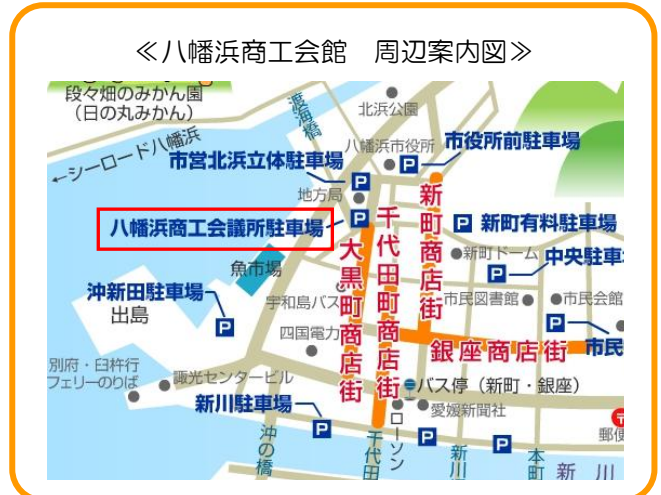 ≪八幡浜商工会館　周辺案内図≫
段々畑のみかん園
（日の丸みかん）
渡海橋
北浜公園
←シーロード八幡浜
八幡浜市役所
市役所前駐車場
P
市営北浜立体駐車場
P
地方局
八幡浜商工会議所駐車場
P
新町商店街
千代田町商店街
大黒町商店街
P 新町有料駐車場
新町ドーム
中央駐車
P
魚市場
沖新田駐車場
出島
P
宇和島バス
市民図書館
市民会館
P
四国電力
銀座商店街
市民
別府・臼杵行
フェリーのりば
諏光センタービル
バス停（新町・銀座）
新川駐車場
P
愛媛新聞社
ローソン
P
P
〒
郵便
沖の橋
千代田
新川
本町
新 川